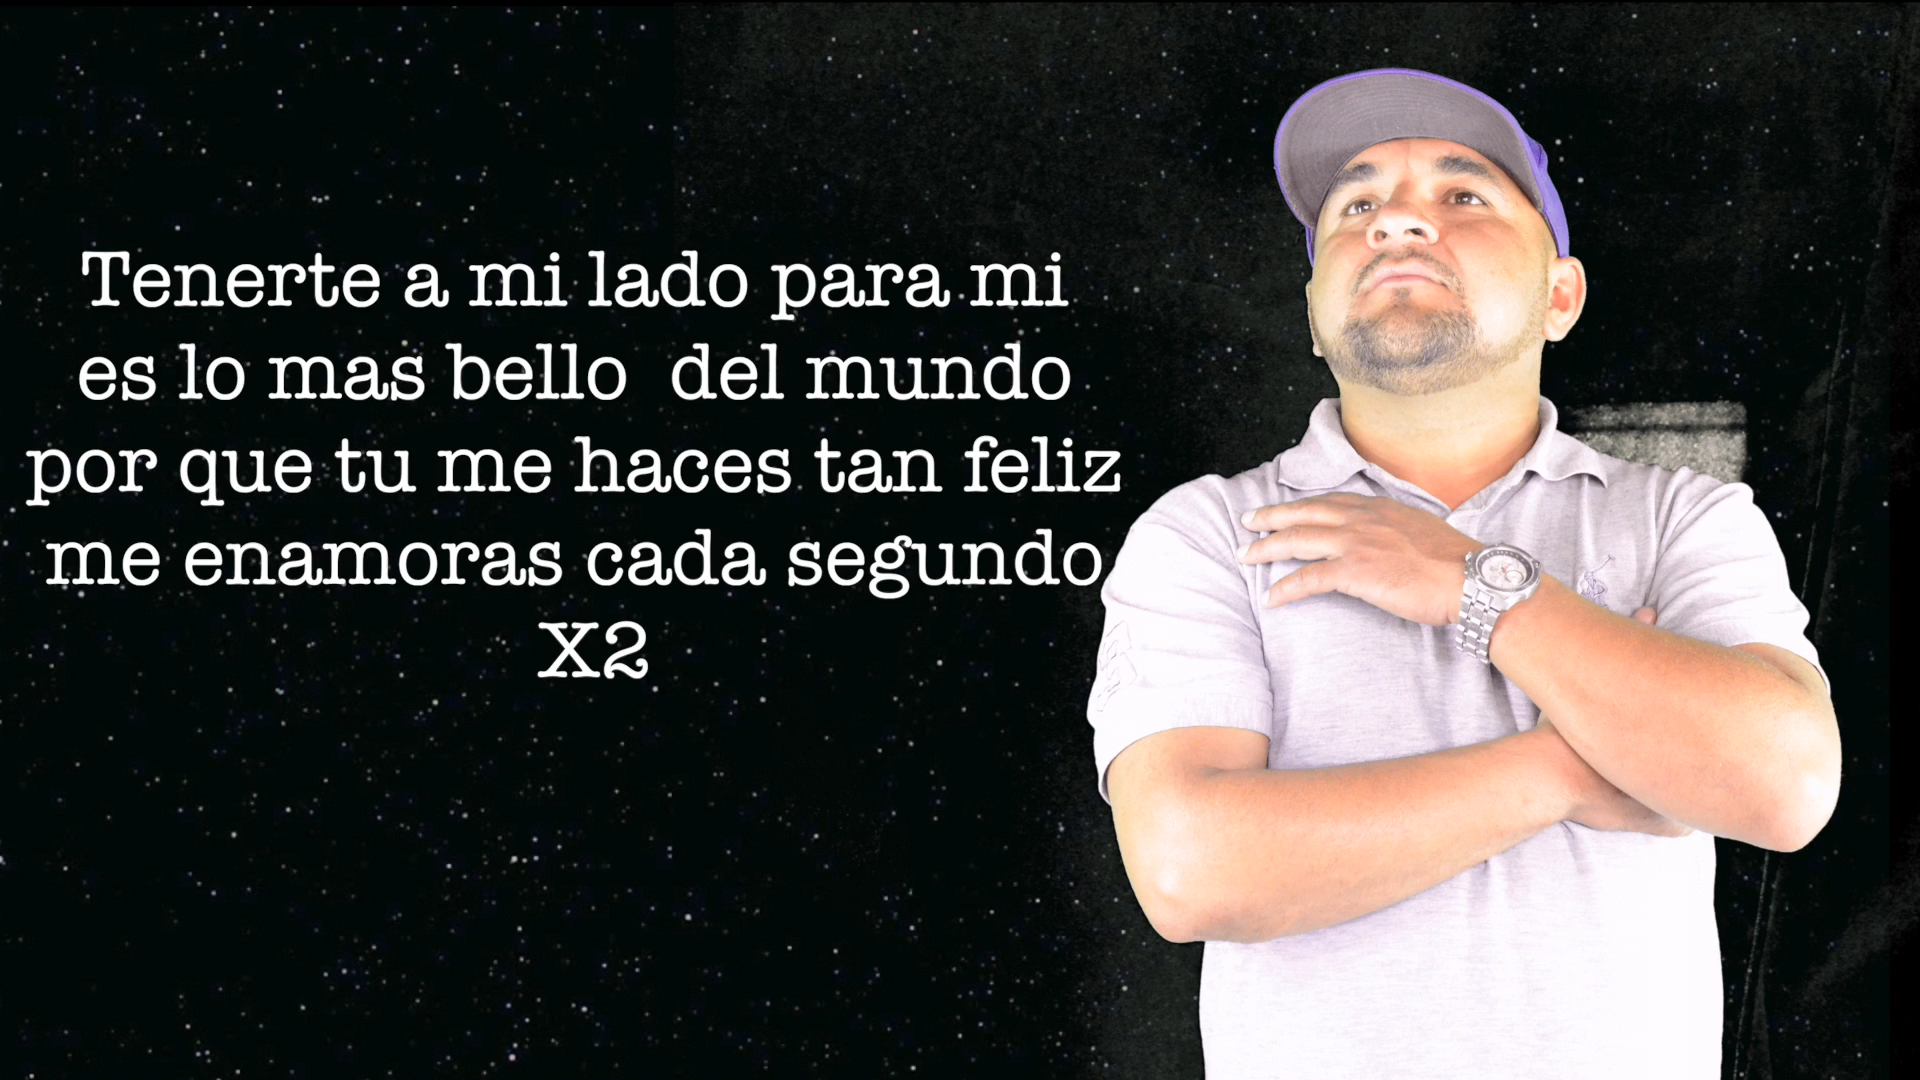 Tenerte a mi lado para mi
es lo mas bello  del mundo
por que tu me haces tan feliz
me enamoras cada segundo
X2